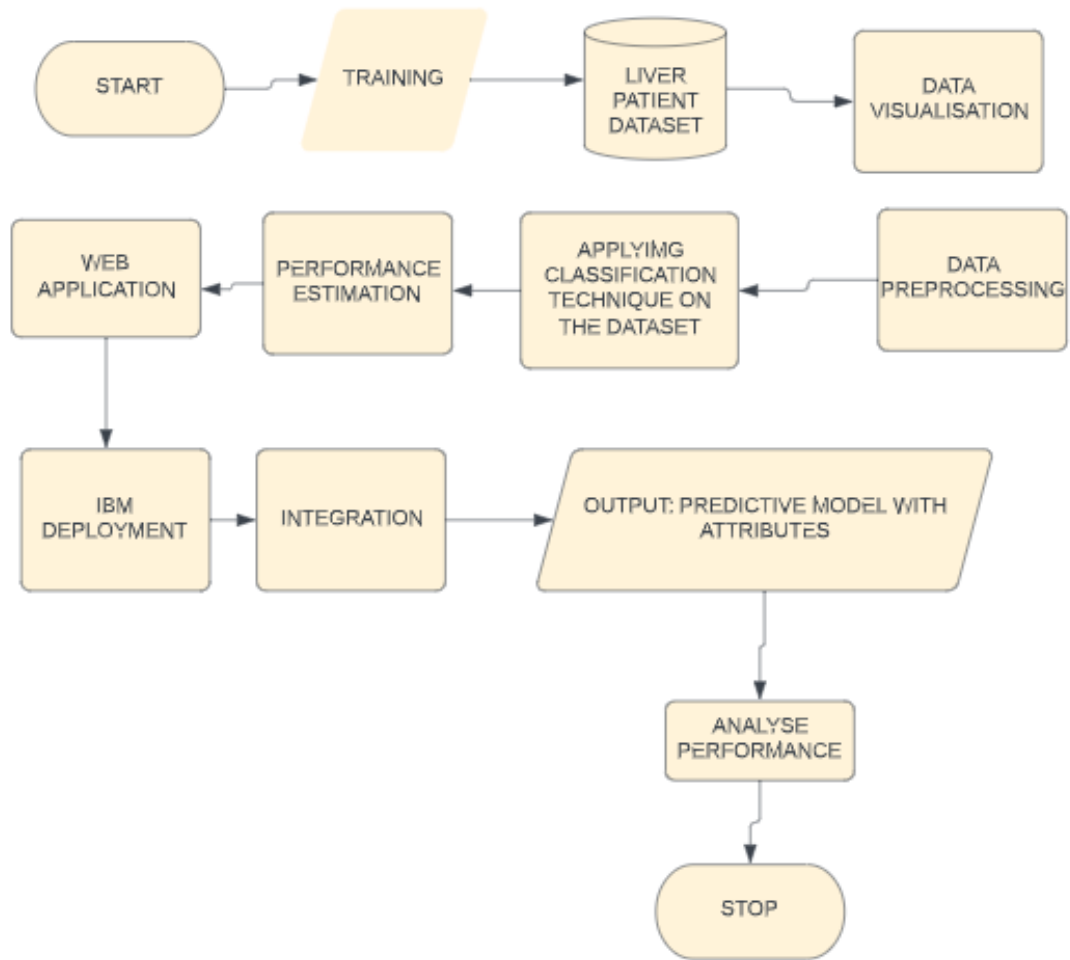 START
TRAINING
LIVER
PATIENT
DATASET
DATA
VISUALISATION
DATA
PREPROCESSING
APPLYIMG
CLASSIFICATION
TECHNIQUE ON
THE DATASET
PERFORMANCE
ESTIMATION
WEB
APPLICATION
IBM
DEPLOYMENT
INTEGRATION
OUTPUT: PREDICTIVE MODEL WITH
ATTRIBUTES
ANALYSE
PERFORMANCE
STOP